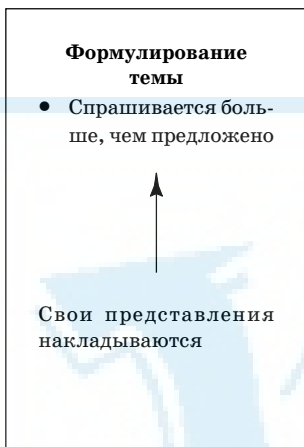 Формулирование
темы
● Спрашивается боль-
ше, чем предложено
Свои представления
накладываются